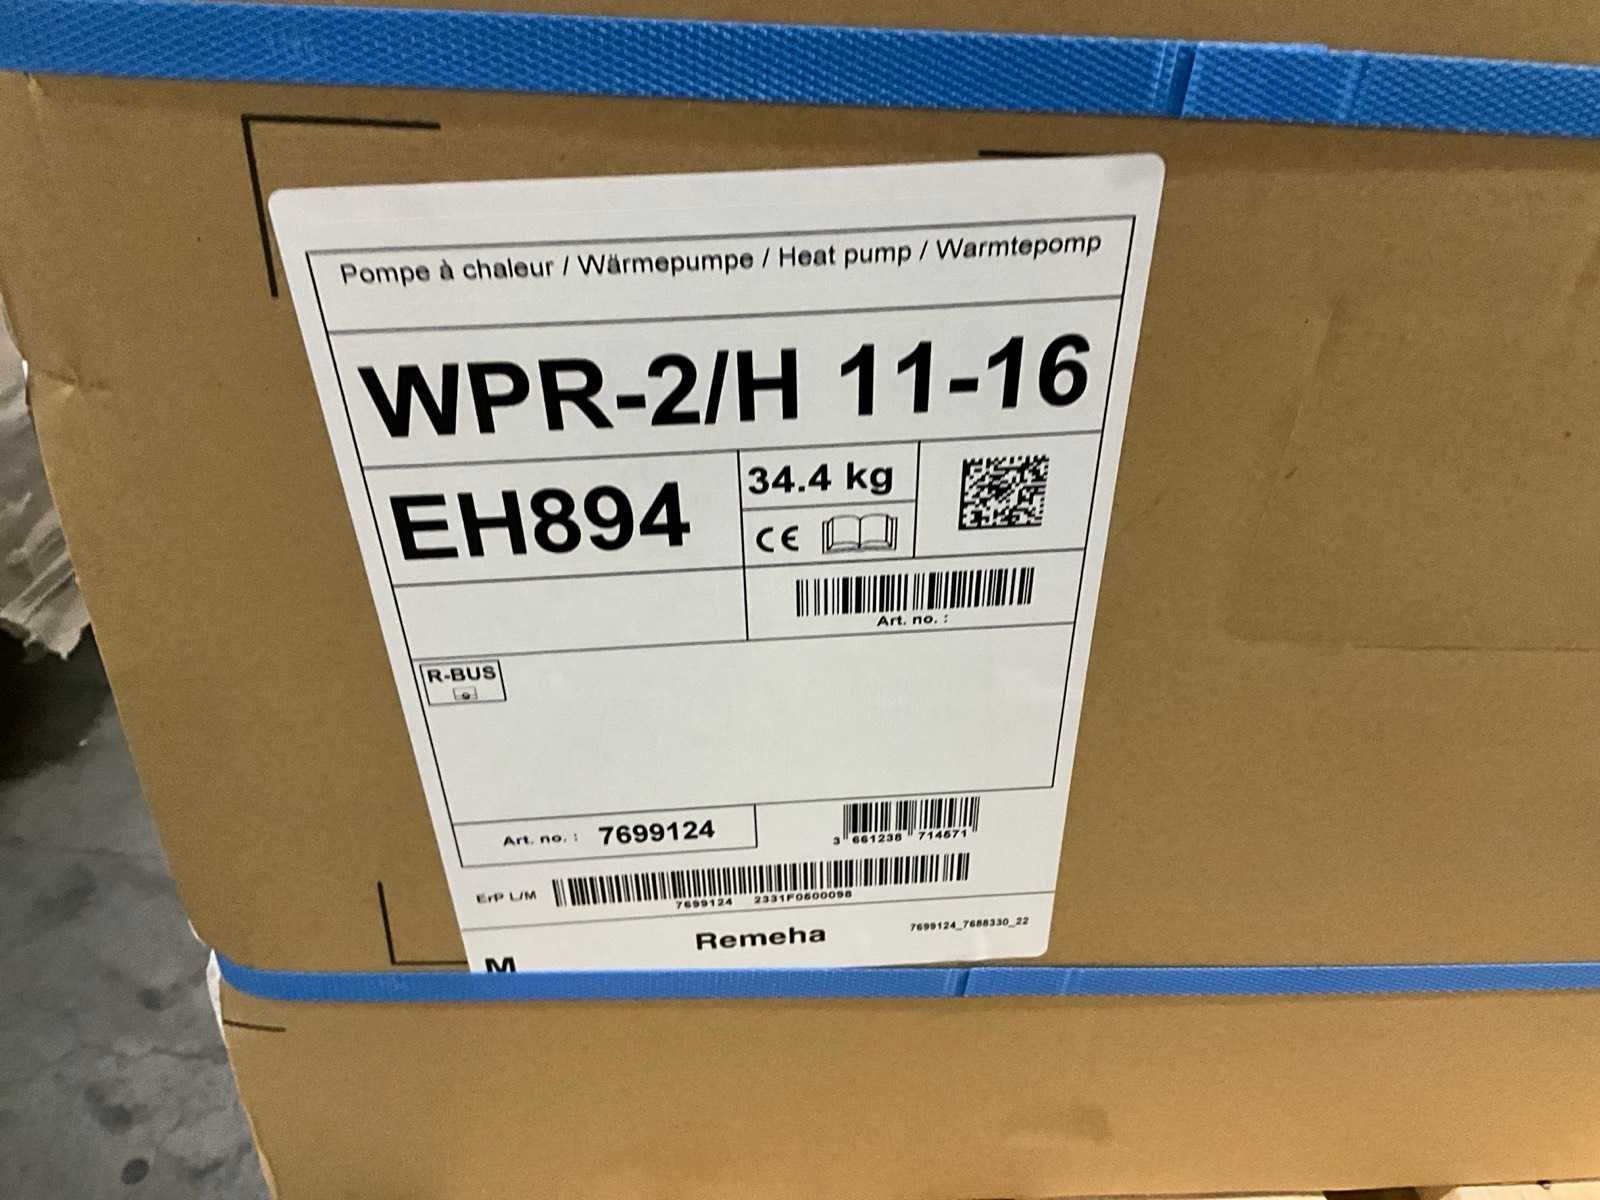 Pompe à chaleur / Wärmepumpe / Heat pump / Warmtepomp
WPR-2/H 11-16
EH894
34.4 kg
CE
Art. no. :
R-BUS
Art. no. : 7699124
3 661238 714571
ErP L/M
7699124 2331F0600098
Remeha
7699124_7688330_22
M